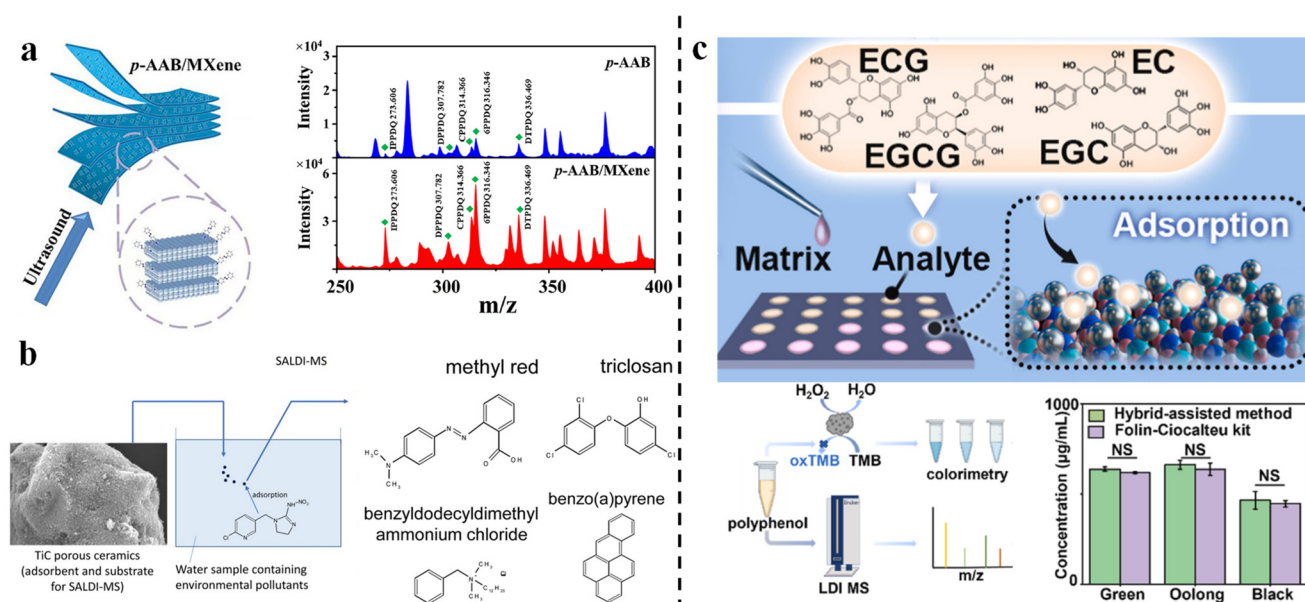 a
p-AAB/MXene
Ultrasound
×10⁴
p-AAB
Intensity
3
2
1
0
IPPDQ 273.606
DPPDQ 307.782
CPPDQ 314.366
6PPDQ 316.346
DTPDQ 336.469
×10⁴
p-AAB/MXene
Intensity
6
3
0
IPPDQ 273.606
DPPDQ 307.782
CPPDQ 314.366
6PPDQ 316.346
DTPDQ 336.469
250 275 300 325 350 375 400
m/z
b
SALDI-MS
adsorption
TiC porous ceramics
(adsorbent and substrate
for SALDI-MS)
Water sample containing
environmental pollutants
methyl red
triclosan
benzyldodecyldimethyl
ammonium chloride
benzo(a)pyrene
c
ECG
EC
EGCG
EGC
Matrix
Analyte
Adsorption
H₂O₂
H₂O
oxTMB
TMB
colorimetry
polyphenol
LDI MS
m/z
Concentration (μg/mL)
1000
0
Hybrid-assisted method
Folin-Ciocalteu kit
NS
NS
NS
Green
Oolong
Black